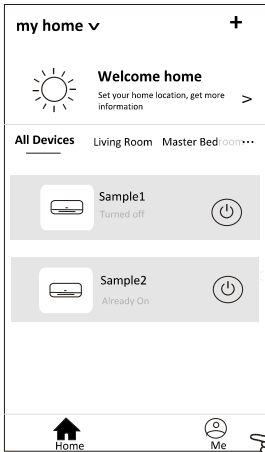 my home
Welcome home
Set your home location, get more
information
All Devices Living Room Master Bedroom
Sample1
Turned off
Sample2
Already On
Home Me